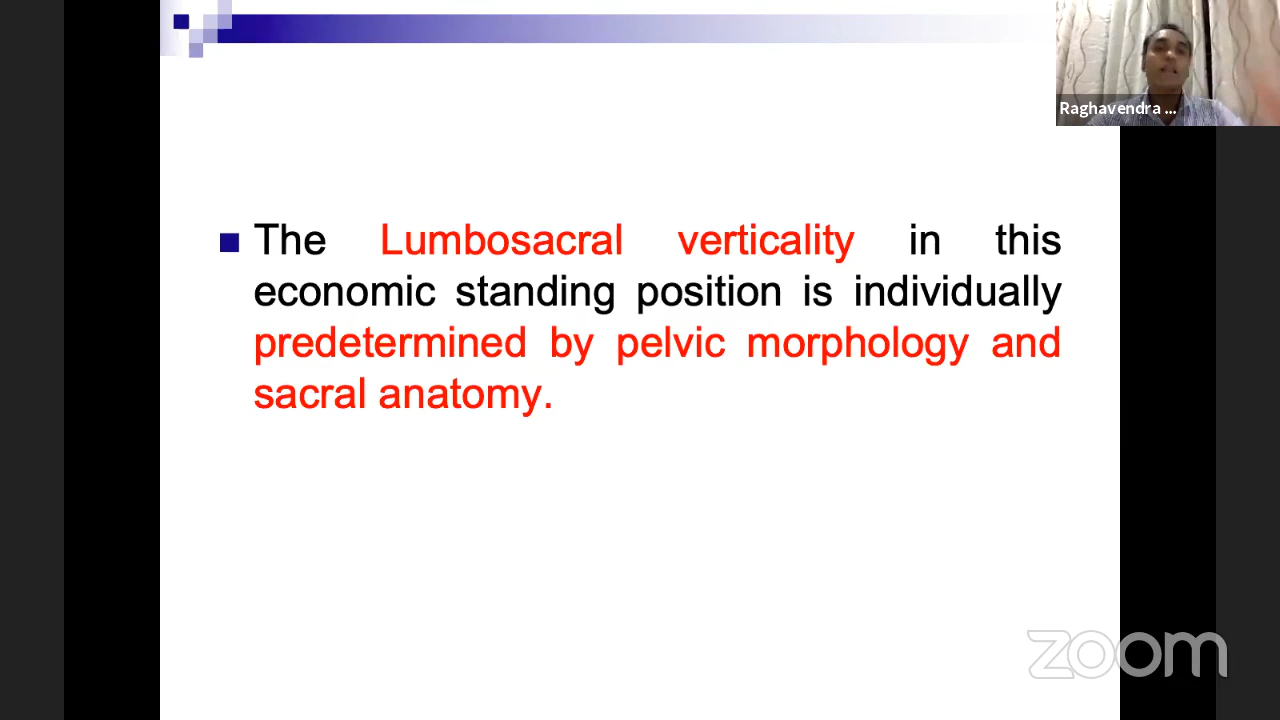 Raghavendra ...
The Lumbosacral verticality in this
economic standing position is individually
predetermined by pelvic morphology and
sacral anatomy.
zoom